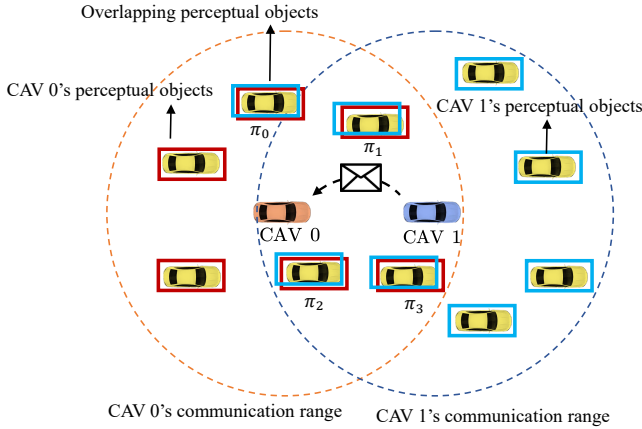 Overlapping perceptual objects
CAV 0's perceptual objects
CAV 1's perceptual objects
π₀
π₁
CAV 0
CAV 1
π₂
π₃
CAV 0's communication range
CAV 1's communication range